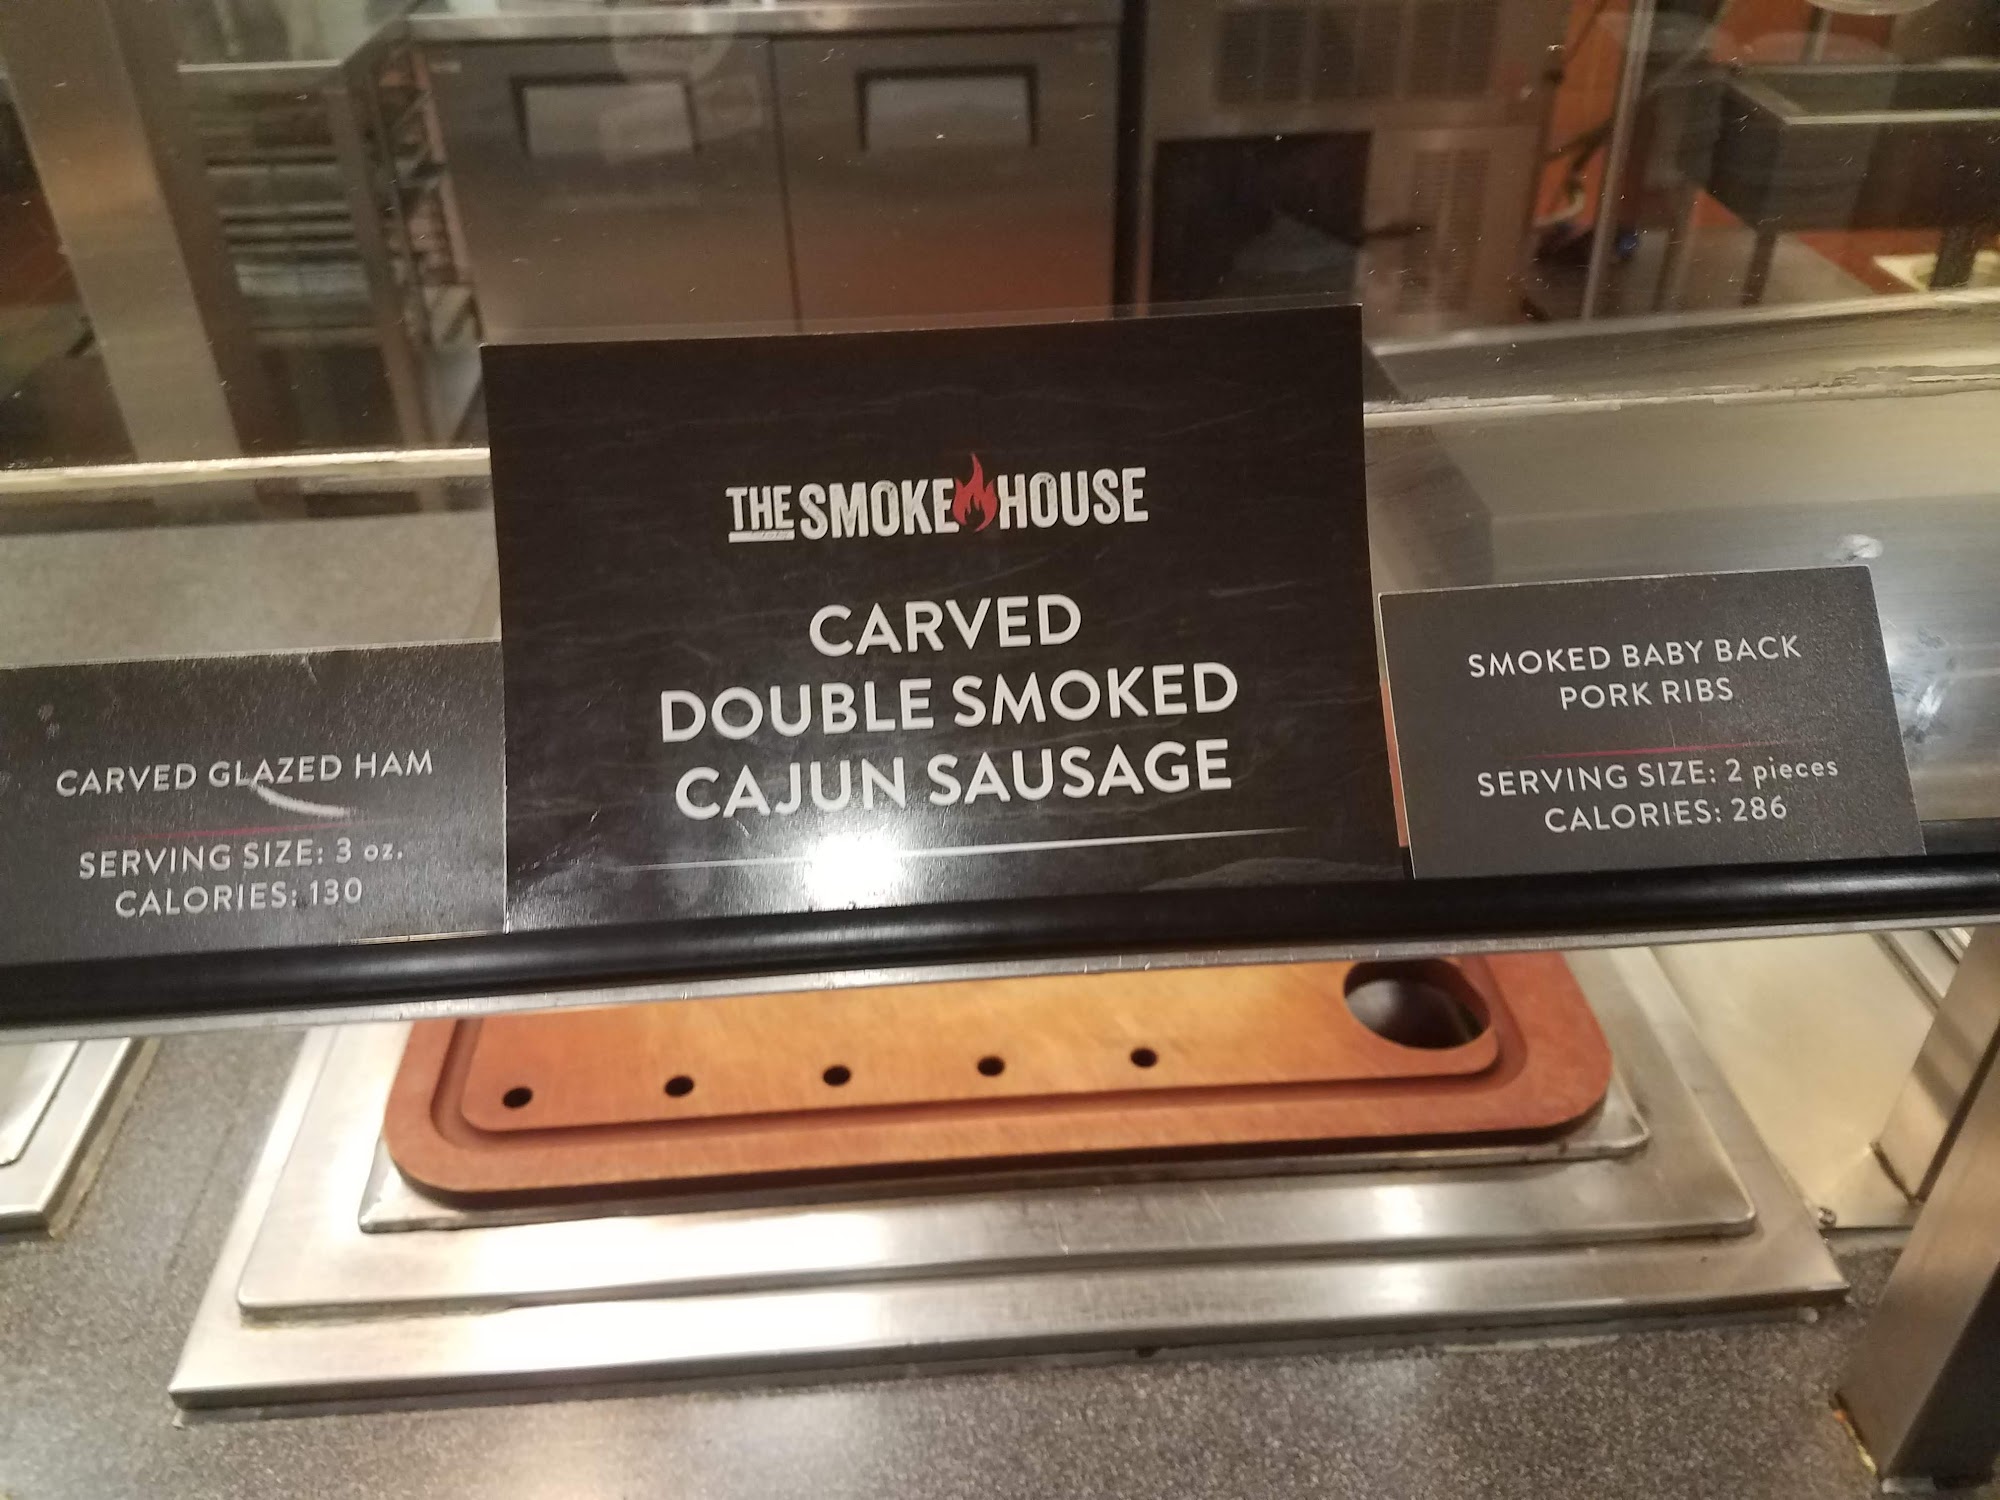 CARVED GLAZED HAM
SERVING SIZE: 3 oz.
CALORIES: 130
THE SMOKE HOUSE
CARVED
DOUBLE SMOKED
CAJUN SAUSAGE
SMOKED BABY BACK
PORK RIBS
SERVING SIZE: 2 pieces
CALORIES: 286